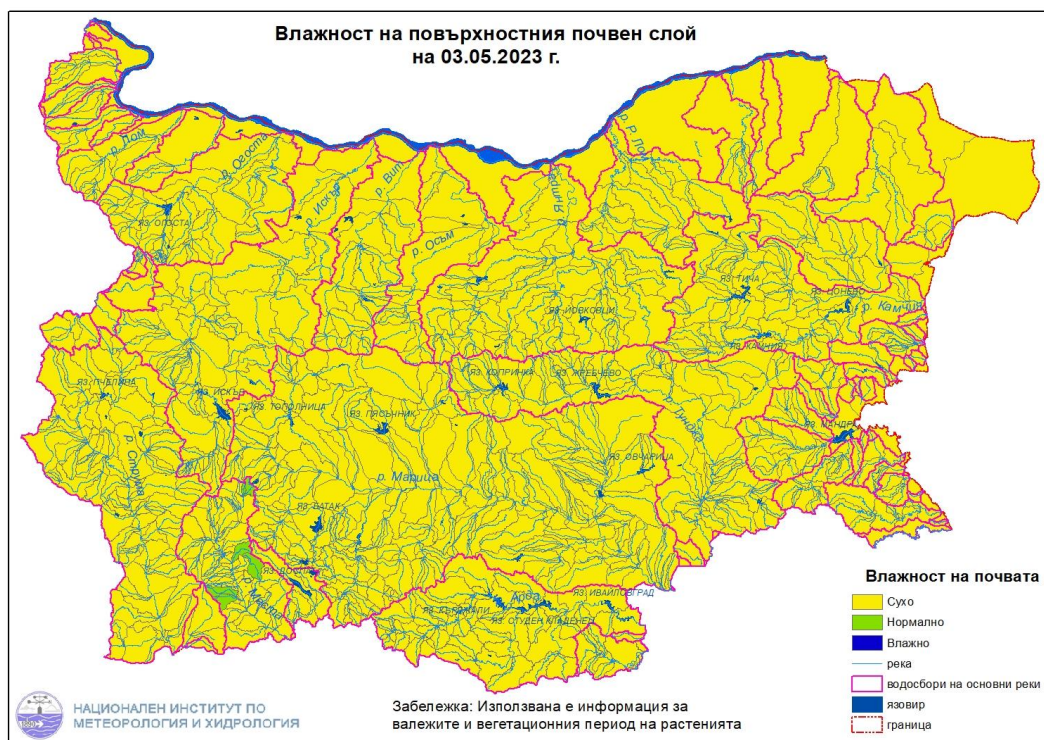 Влажност на повърхностния почвен слой
на 03.05.2023 г.
р. Лом
р. Огоста
р. Искър
р. Вит
р. Осъм
р. Янтра
ЯЗ. ОГОСТА
ЯЗ. ТИЧА
ЯЗ. ЦОНЕВО
р. Камчия
ЯЗ. ЙОВКОВЦИ
ЯЗ. КАМЧИЯ
ЯЗ. ПЧЕЛИНА
ЯЗ. ИСКЪР
ЯЗ. ТОПОЛНИЦА
ЯЗ. ПЯСЪЧНИК
ЯЗ. КОПРИНКА
ЯЗ. ЖРЕБЧЕВО
р. Тунджа
ЯЗ. МАНДРА
р. Струма
р. Марица
ЯЗ. ОВЧАРИЦА
ЯЗ. БАТАК
р. Места
ЯЗ. КЪРДЖАЛИ
Арда
ЯЗ. ИВАЙЛОВГРАД
ЯЗ. СТУДЕН КЛАДЕНЕЦ
Влажност на почвата
Сухо
Нормално
Влажно
река
водосбори на основни реки
язовир
граница
1890
НАЦИОНАЛЕН ИНСТИТУТ ПО
МЕТЕОРОЛОГИЯ И ХИДРОЛОГИЯ
Забележка: Използвана е информация за
валежите и вегетационния период на растенията